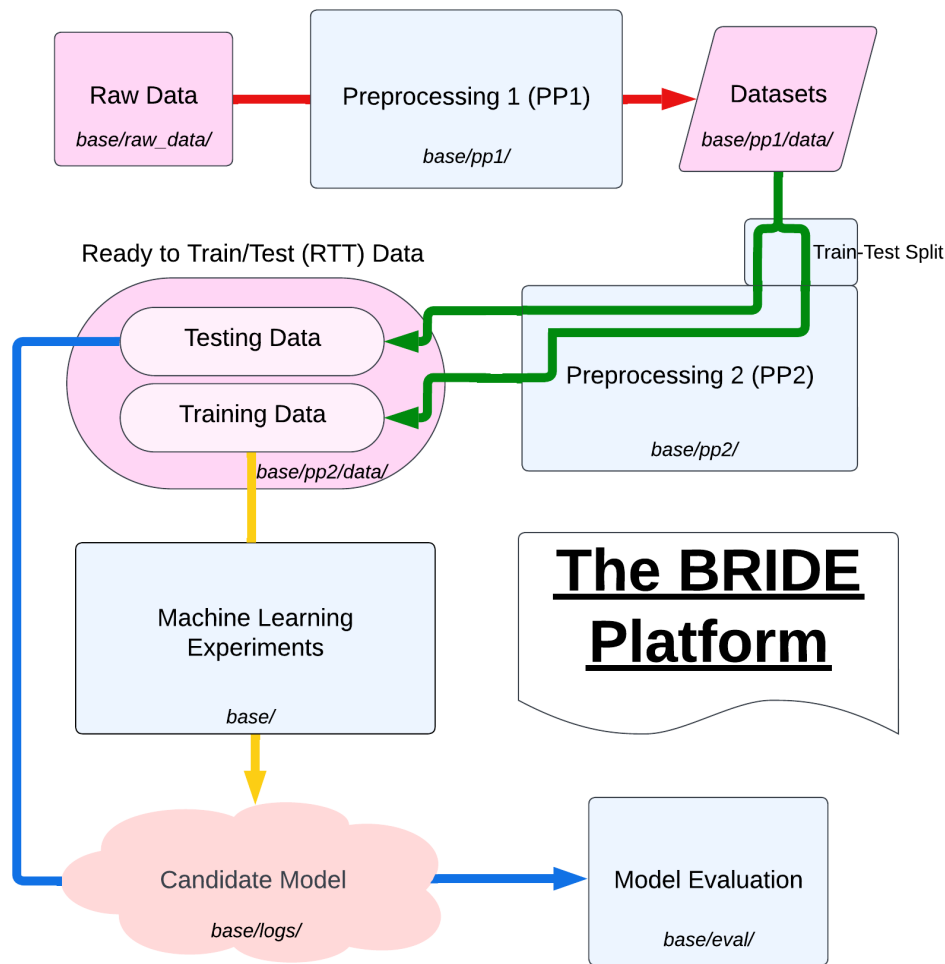 Raw Data
base/raw_data/
Preprocessing 1 (PP1)
base/pp1/
Datasets
base/pp1/data/
Train-Test Split
Ready to Train/Test (RTT) Data
Testing Data
Training Data
base/pp2/data/
Preprocessing 2 (PP2)
base/pp2/
Machine Learning
Experiments
base/
The BRIDE
Platform
Candidate Model
base/logs/
Model Evaluation
base/eval/